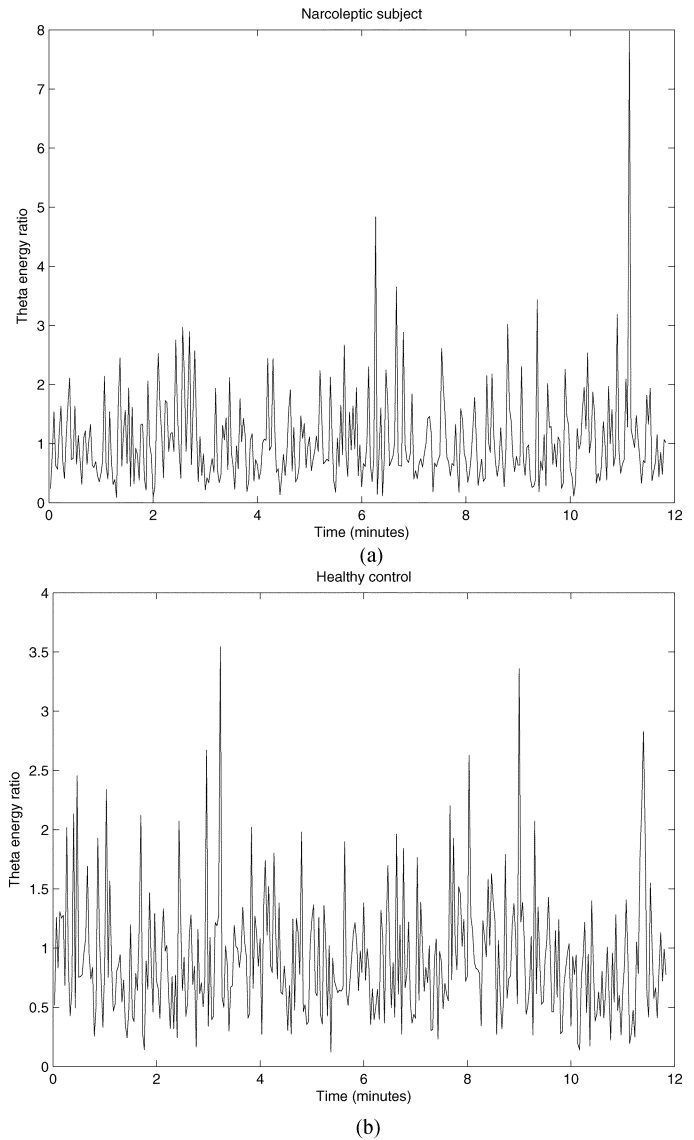 Narcoleptic subject
8
7
6
5
4
3
2
1
0
Theta energy ratio
0 2 4 6 8 10 12
Time (minutes)
(a)
Healthy control
4
3.5
3
2.5
2
1.5
1
0.5
0
Theta energy ratio
0 2 4 6 8 10 12
Time (minutes)
(b)